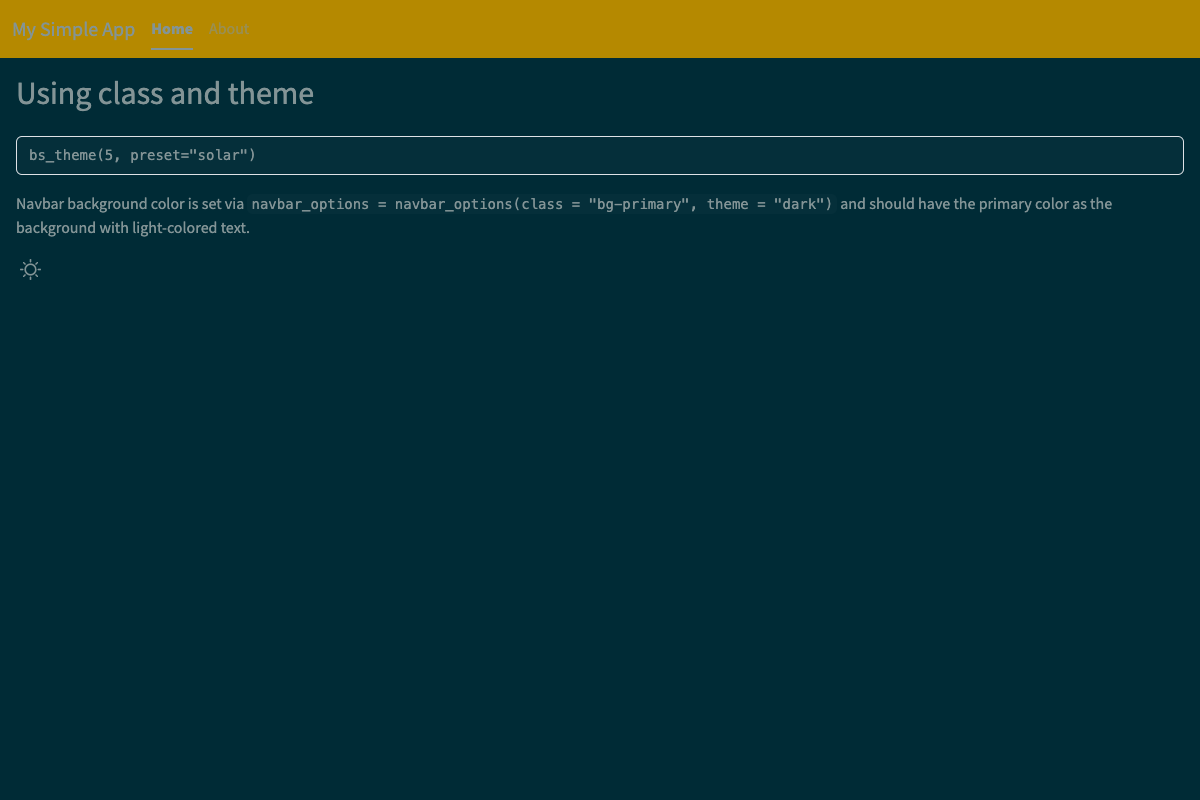 My Simple App Home About
Using class and theme
bs_theme(5, preset="solar")
Navbar background color is set via navbar_options = navbar_options(class = "bg-primary", theme = "dark") and should have the primary color as the
background with light-colored text.